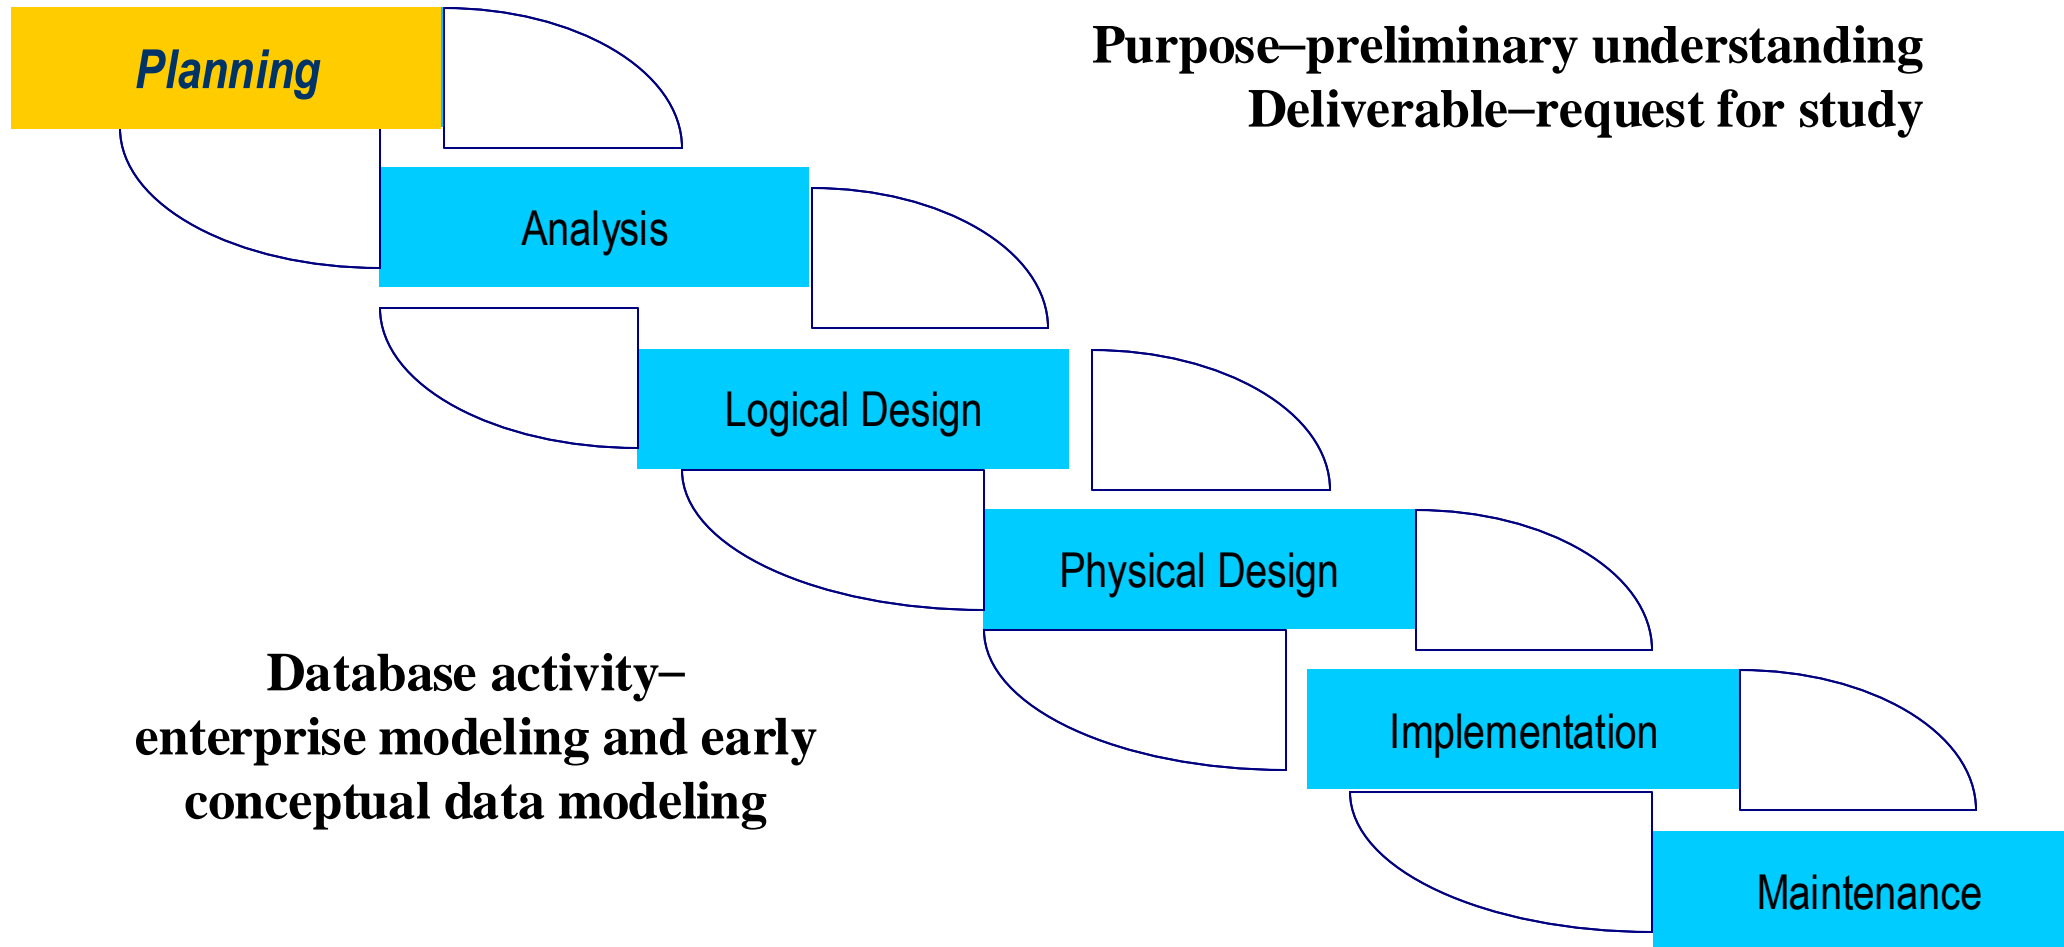 Planning
Purpose–preliminary understanding
Deliverable–request for study
Analysis
Logical Design
Physical Design
Database activity–
enterprise modeling and early
conceptual data modeling
Implementation
Maintenance